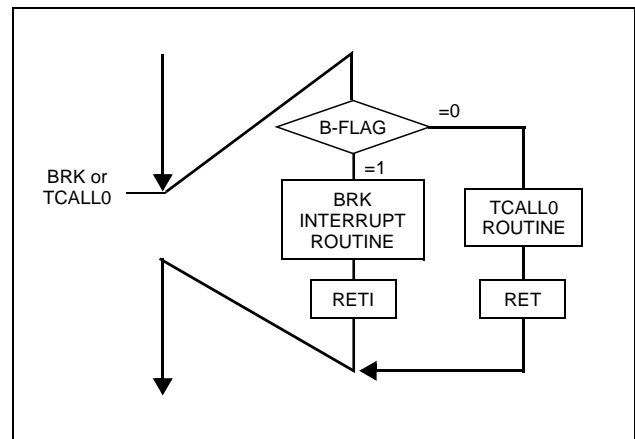 B-FLAG
=0
=1
BRK or
TCALL0
BRK
INTERRUPT
ROUTINE
TCALL0
ROUTINE
RETI
RET